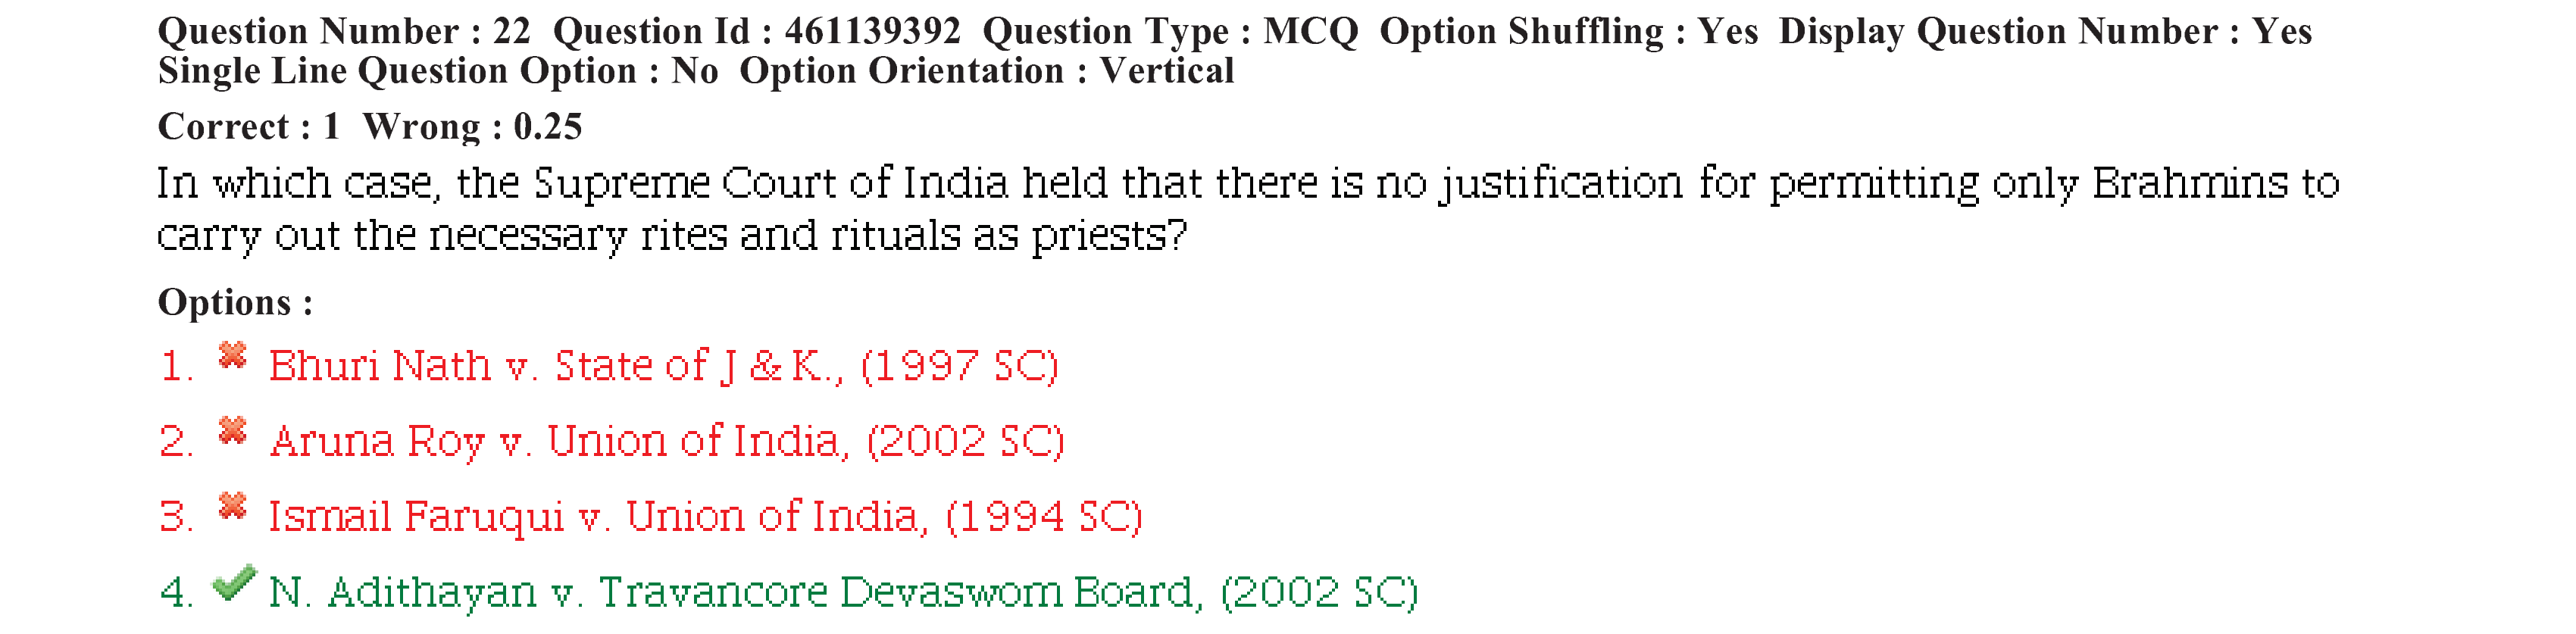 Question Number : 22 Question Id : 461139392 Question Type : MCQ Option Shuffling : Yes Display Question Number : Yes
Single Line Question Option : No Option Orientation : Vertical
Correct : 1 Wrong : 0.25
In which case, the Supreme Court of India held that there is no justification for permitting only Brahmins to
carry out the necessary rites and rituals as priests?
Options :
1. Bhuri Nath v. State of J & K., (1997 SC)
2. Aruna Roy v. Union of India, (2002 SC)
3. Ismail Faruqui v. Union of India, (1994 SC)
4. N. Adithayan v. Travancore Devaswom Board, (2002 SC)